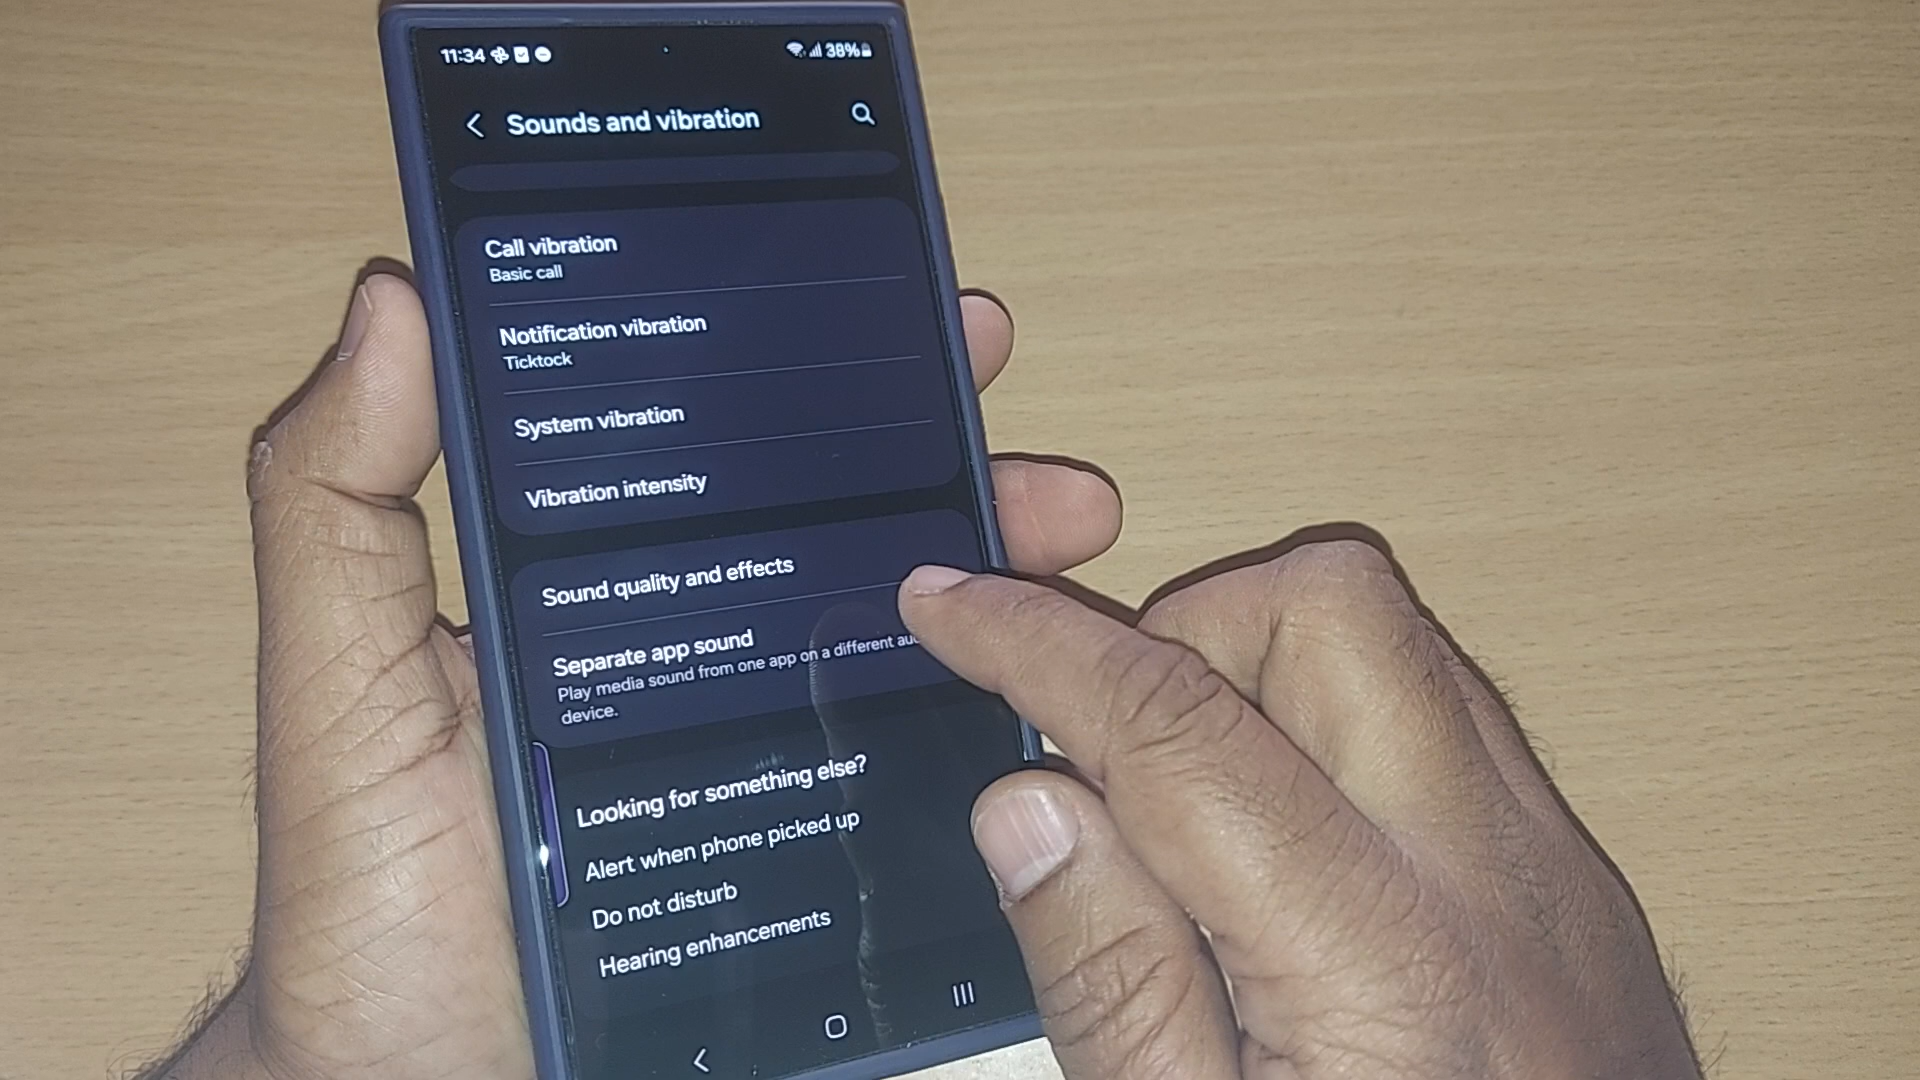 11:34 38%
Sounds and vibration
Call vibration
Basic call
Notification vibration
Ticktock
System vibration
Vibration intensity
Sound quality and effects
Separate app sound
Play media sound from one app on a different
device.
Looking for something else?
Alert when phone picked up
Do not disturb
Hearing enhancements